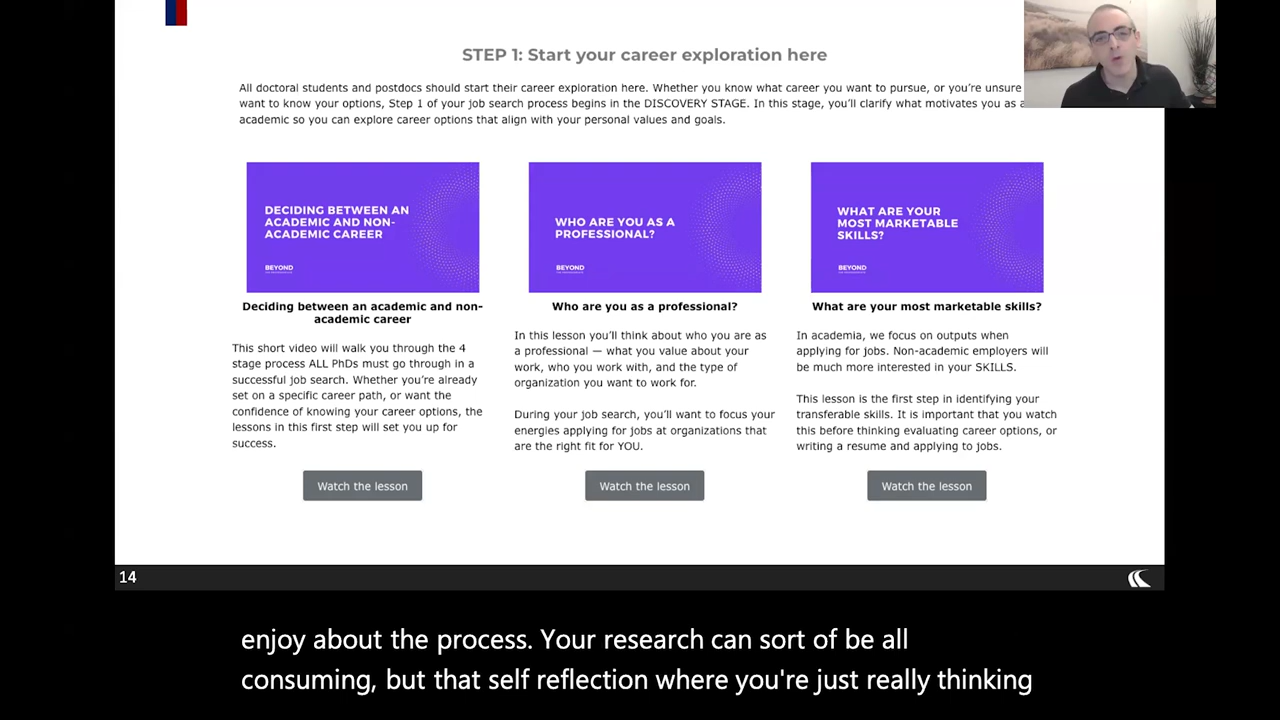 STEP 1: Start your career exploration here
All doctoral students and postdocs should start their career exploration here. Whether you know what career you want to pursue, or you're unsure
want to know your options, Step 1 of your job search process begins in the DISCOVERY STAGE. In this stage, you'll clarify what motivates you as a
academic so you can explore career options that align with your personal values and goals.
DECIDING BETWEEN AN
ACADEMIC AND NON-
ACADEMIC CAREER
BEYOND
Deciding between an academic and non-
academic career
This short video will walk you through the 4
stage process ALL PhDs must go through in a
successful job search. Whether you're already
set on a specific career path, or want the
confidence of knowing your career options, the
lessons in this first step will set you up for
success.
Watch the lesson
WHO ARE YOU AS A
PROFESSIONAL?
BEYOND
Who are you as a professional?
In this lesson you'll think about who you are as
a professional — what you value about your
work, who you work with, and the type of
organization you want to work for.
During your job search, you'll want to focus your
energies applying for jobs at organizations that
are the right fit for YOU.
Watch the lesson
WHAT ARE YOUR
MOST MARKETABLE
SKILLS?
BEYOND
What are your most marketable skills?
In academia, we focus on outputs when
applying for jobs. Non-academic employers will
be much more interested in your SKILLS.
This lesson is the first step in identifying your
transferable skills. It is important that you watch
this before thinking evaluating career options, or
writing a resume and applying to jobs.
Watch the lesson
14
enjoy about the process. Your research can sort of be all
consuming, but that self reflection where you're just really thinking